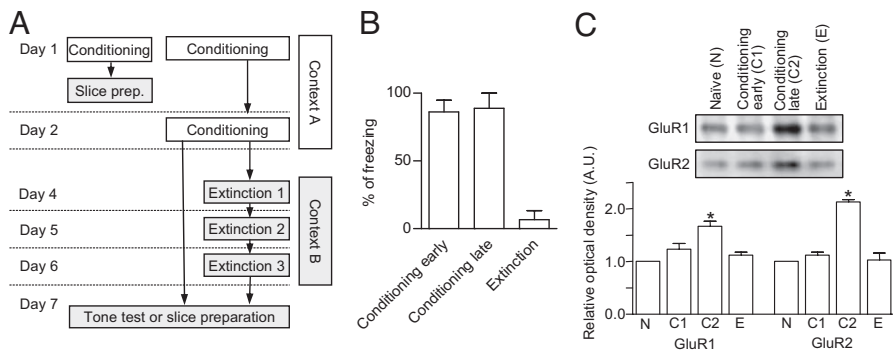 A
Day 1
Conditioning
Conditioning
Slice prep.
Context A
Day 2
Conditioning
Day 4
Extinction 1
Day 5
Extinction 2
Context B
Day 6
Extinction 3
Day 7
Tone test or slice preparation
B
% of freezing
100
50
0
Conditioning early
Conditioning late
Extinction
C
Naïve (N)
Conditioning
early (C1)
Conditioning
late (C2)
Extinction (E)
GluR1
GluR2
Relative optical density (A.U.)
2.0
1.0
0.0
*
*
N C1 C2 E N C1 C2 E
GluR1 GluR2